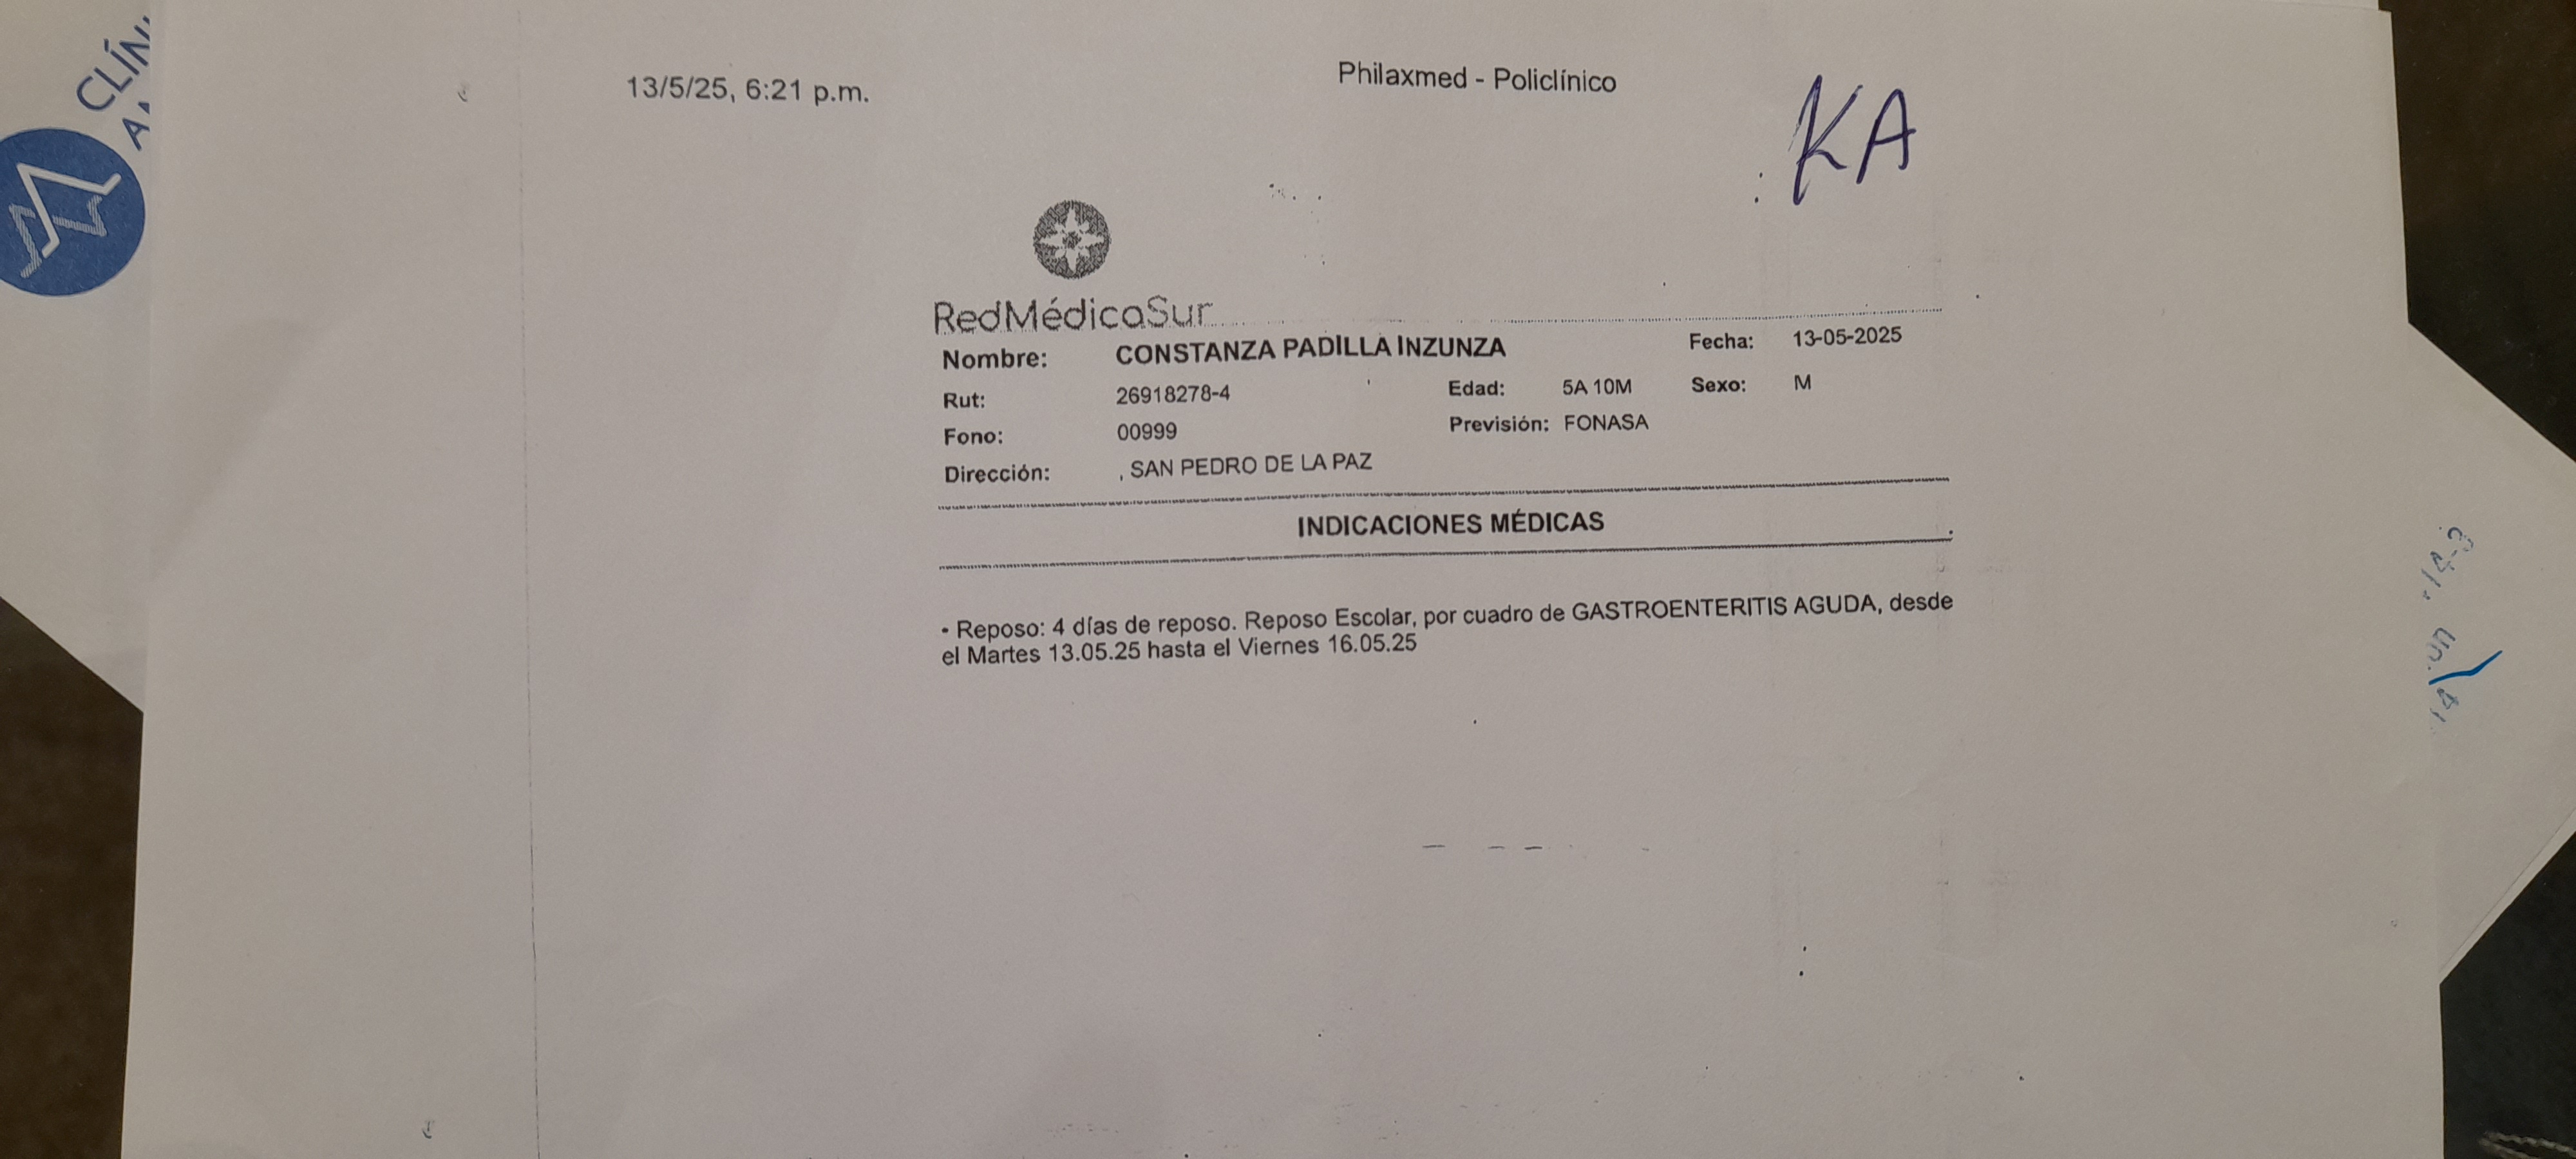 CLÍN
13/5/25, 6:21 p.m.
Philaxmed - Policlínico
KA
RedMédicaSur
Nombre: CONSTANZA PADILLA INZUNZA Fecha: 13-05-2025
Rut: 26918278-4 Edad: 5A 10M Sexo: M
Fono: 00999 Previsión: FONASA
Dirección: , SAN PEDRO DE LA PAZ
INDICACIONES MÉDICAS
• Reposo: 4 días de reposo. Reposo Escolar, por cuadro de GASTROENTERITIS AGUDA, desde
el Martes 13.05.25 hasta el Viernes 16.05.25